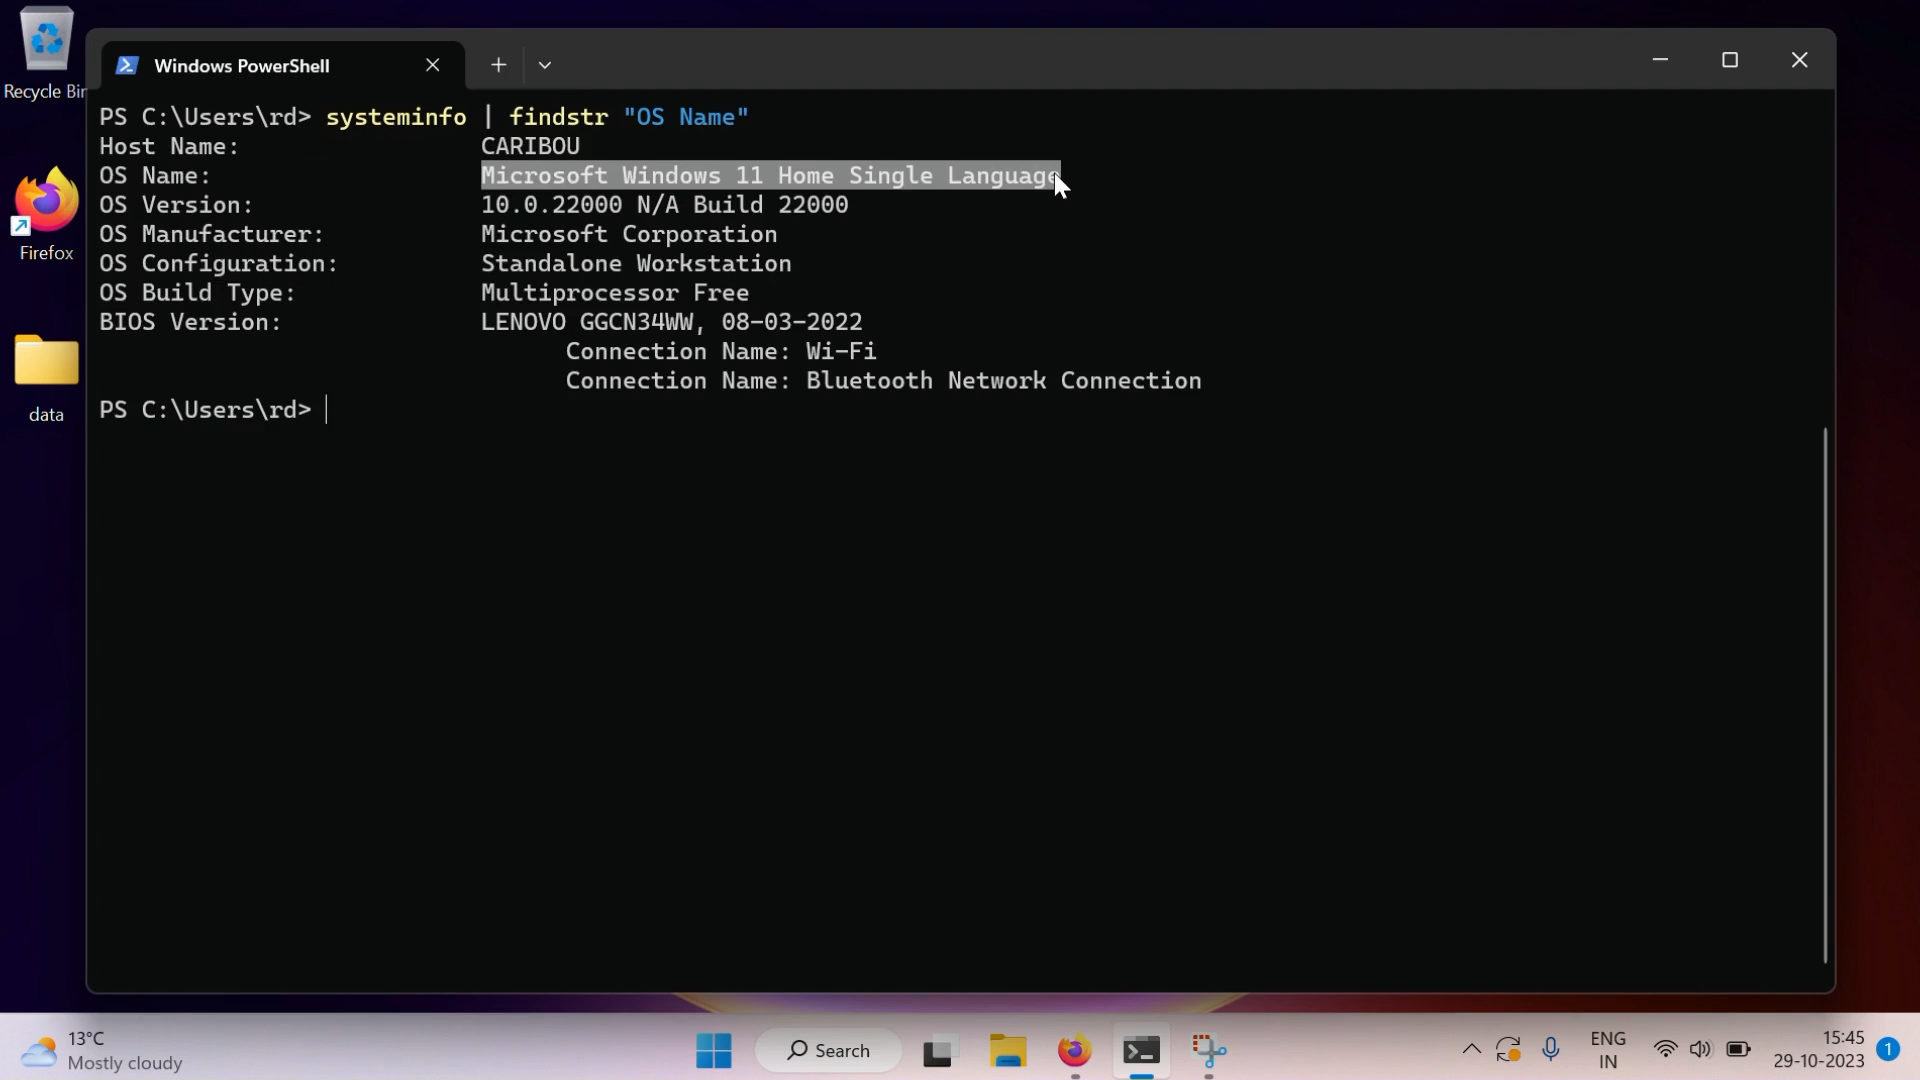 Recycle Bin
Firefox
data
Windows PowerShell
PS C:\Users\rd> systeminfo | findstr "OS Name"
Host Name: CARIBOU
OS Name: Microsoft Windows 11 Home Single Language
OS Version: 10.0.22000 N/A Build 22000
OS Manufacturer: Microsoft Corporation
OS Configuration: Standalone Workstation
OS Build Type: Multiprocessor Free
BIOS Version: LENOVO GGCN34WW, 08-03-2022
Connection Name: Wi-Fi
Connection Name: Bluetooth Network Connection
PS C:\Users\rd>
13°C
Mostly cloudy
Search
ENG
IN
15:45
29-10-2023
1